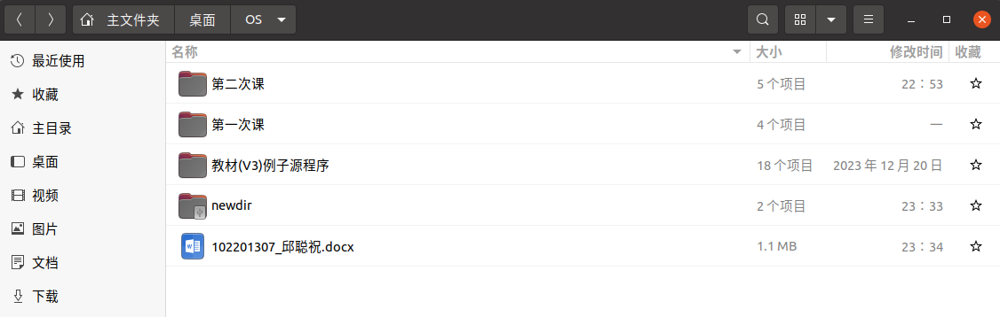 主文件夹 桌面 OS
名称 大小 修改时间 收藏
最近使用
收藏
主目录
桌面
视频
图片
文档
下载
第二次课 5 个项目 22：53
第一次课 4 个项目 —
教材(V3)例子源程序 18 个项目 2023 年 12 月 20 日
newdir 2 个项目 23：33
102201307_邱聪祝.docx 1.1 MB 23：34